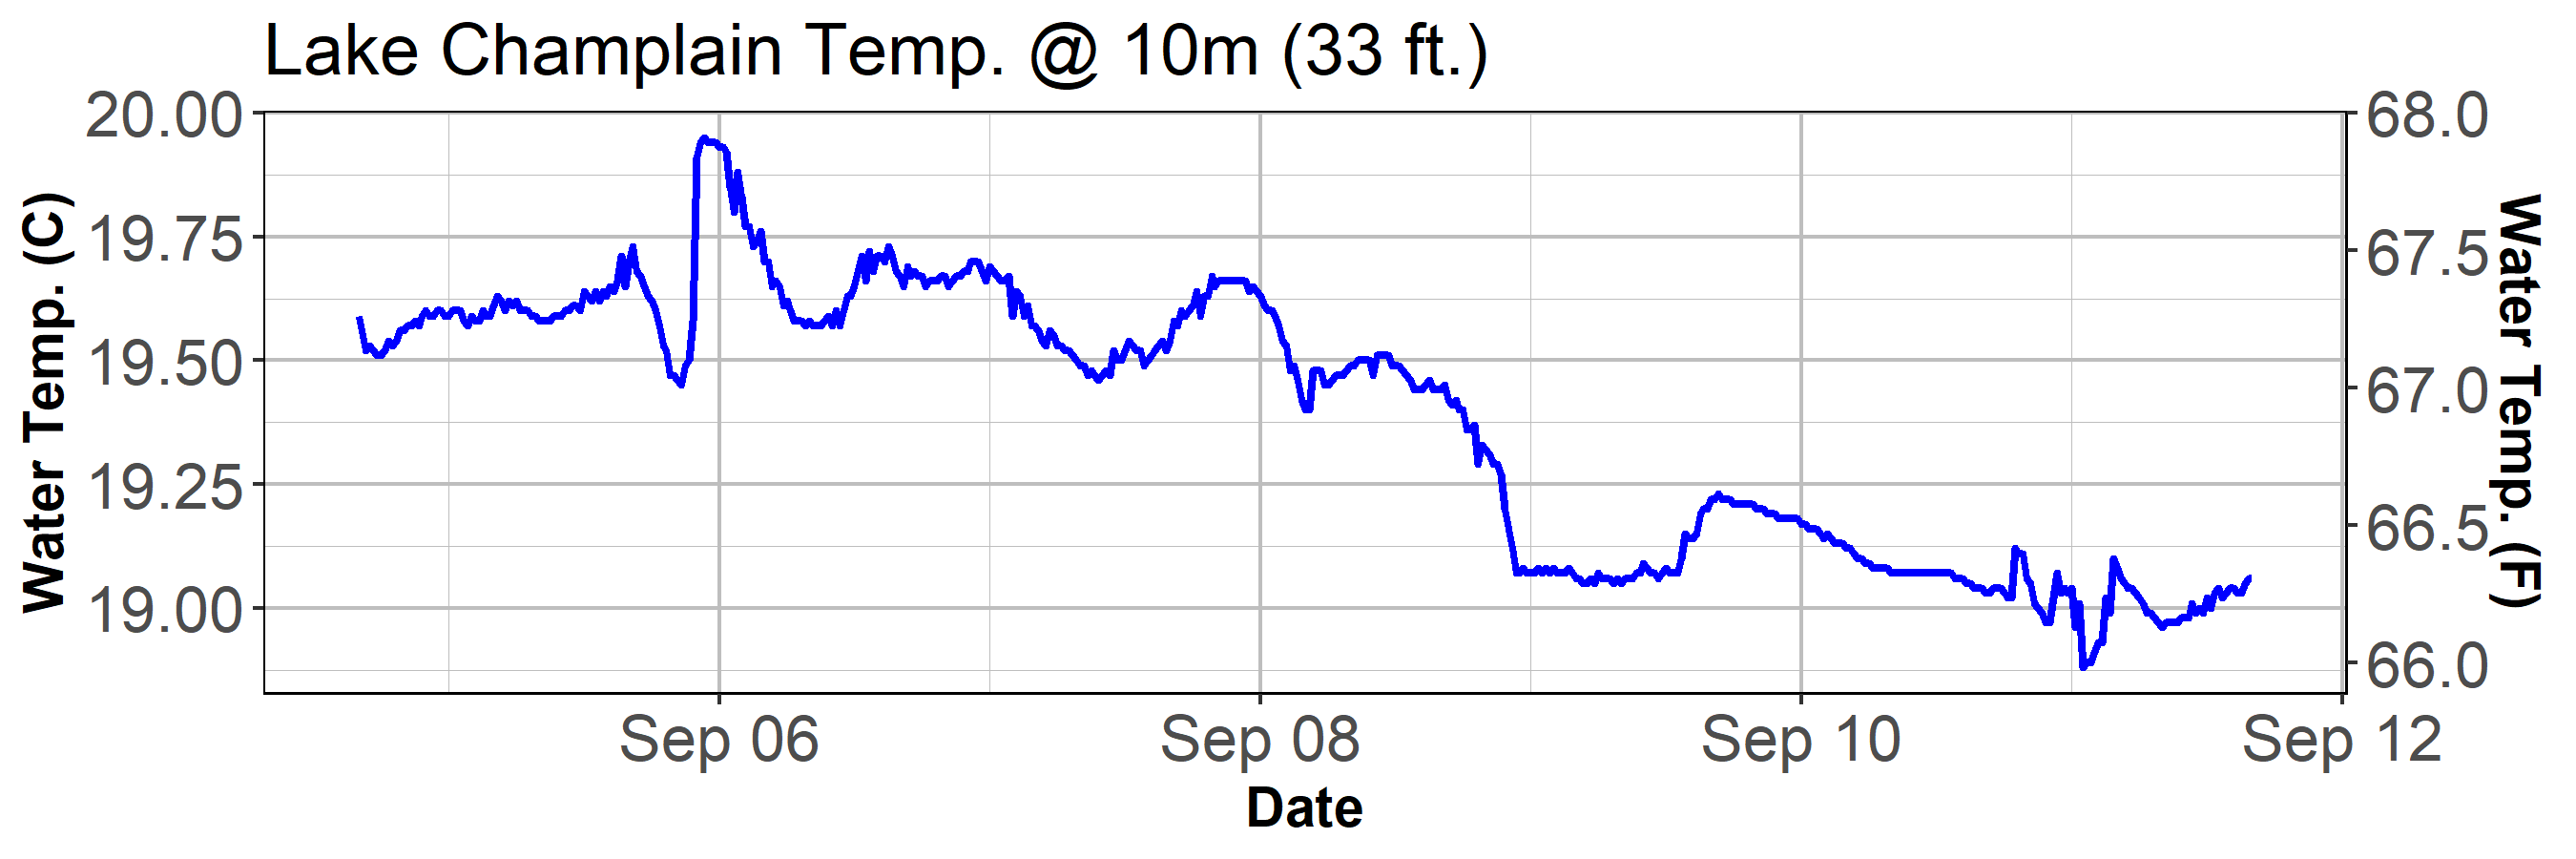 Lake Champlain Temp. @ 10m (33 ft.)
Water Temp. (C)
20.00
19.75
19.50
19.25
19.00
68.0
67.5
67.0
66.5
66.0
Water Temp. (F)
Sep 06
Sep 08
Sep 10
Sep 12
Date